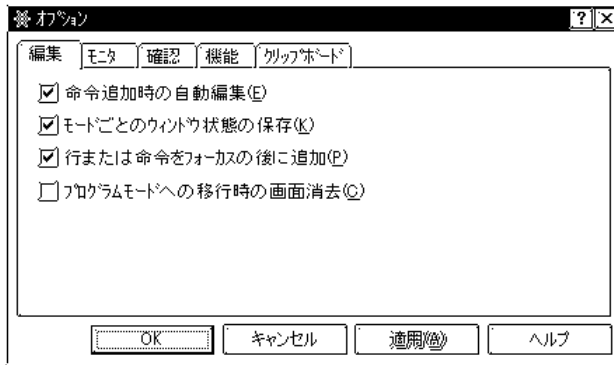 オプション
編集 モニタ 確認 機能 クリップボード
命令追加時の自動編集(E)
モードごとのウィンドウ状態の保存(K)
行または命令をフォーカスの後に追加(P)
プログラムモードへの移行時の画面消去(C)
OK キャンセル 適用(A) ヘルプ